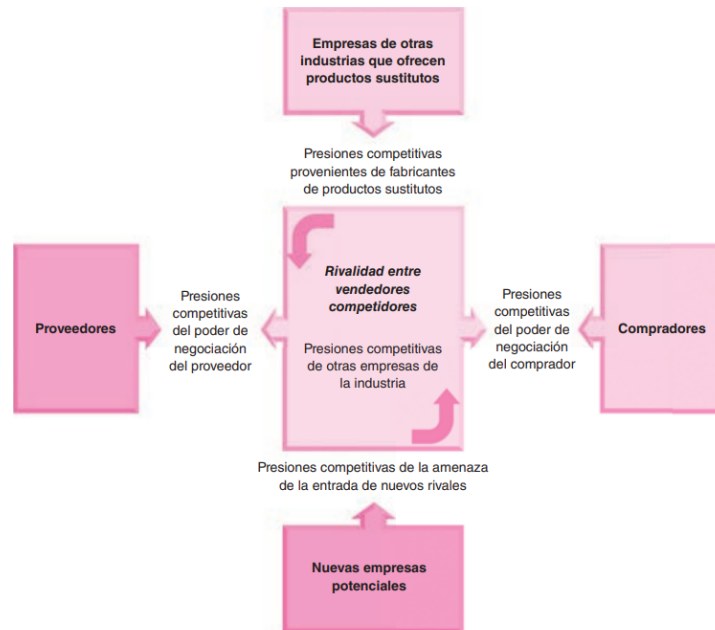 Empresas de otras
industrias que ofrecen
productos sustitutos
Presiones competitivas
provenientes de fabricantes
de productos sustitutos
Proveedores
Presiones
competitivas
del poder de
negociación
del proveedor
Rivalidad entre
vendedores
competidores
Presiones competitivas
de otras empresas de
la industria
Presiones
competitivas
del poder de
negociación
del comprador
Compradores
Presiones competitivas de la amenaza
de la entrada de nuevos rivales
Nuevas empresas
potenciales